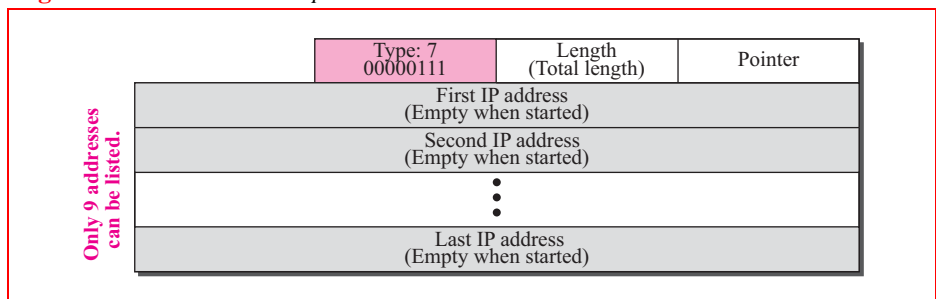 Type: 7
00000111
Length
(Total length)
Pointer
First IP address
(Empty when started)
Second IP address
(Empty when started)
Last IP address
(Empty when started)
Only 9 addresses
can be listed.